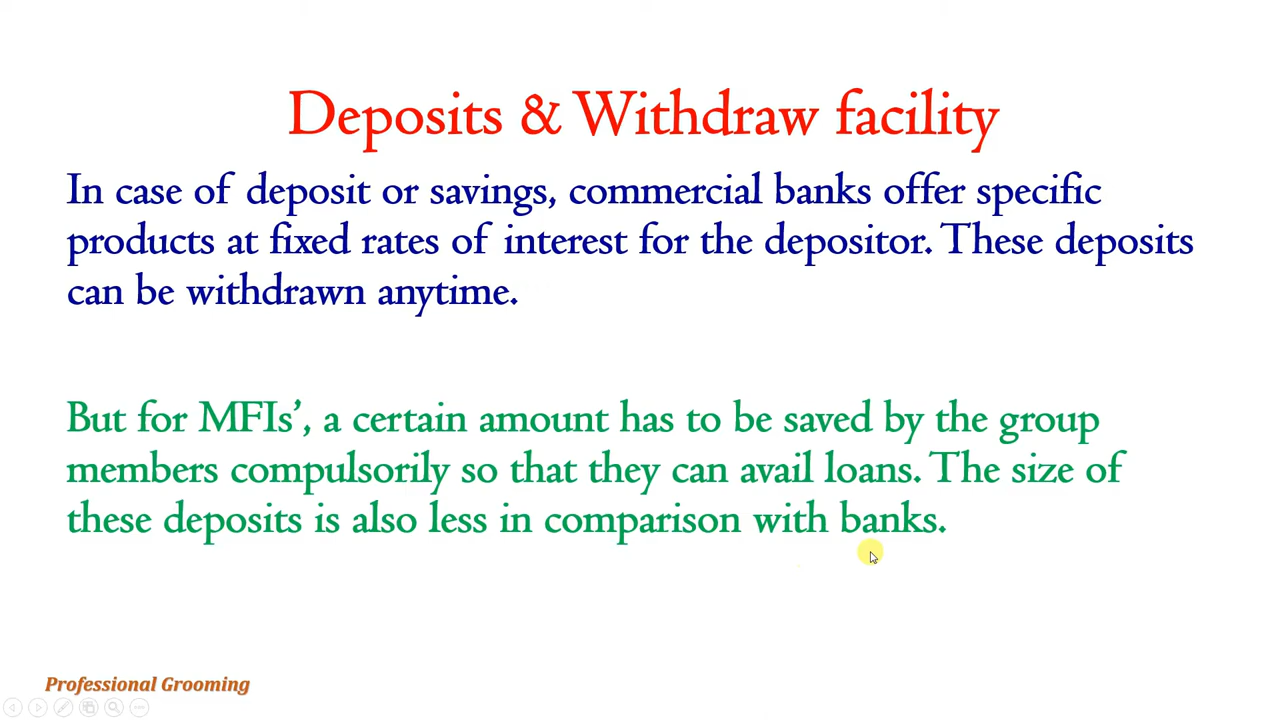 Deposits & Withdraw facility
In case of deposit or savings, commercial banks offer specific
products at fixed rates of interest for the depositor. These deposits
can be withdrawn anytime.
But for MFIs’, a certain amount has to be saved by the group
members compulsorily so that they can avail loans. The size of
these deposits is also less in comparison with banks.
Professional Grooming